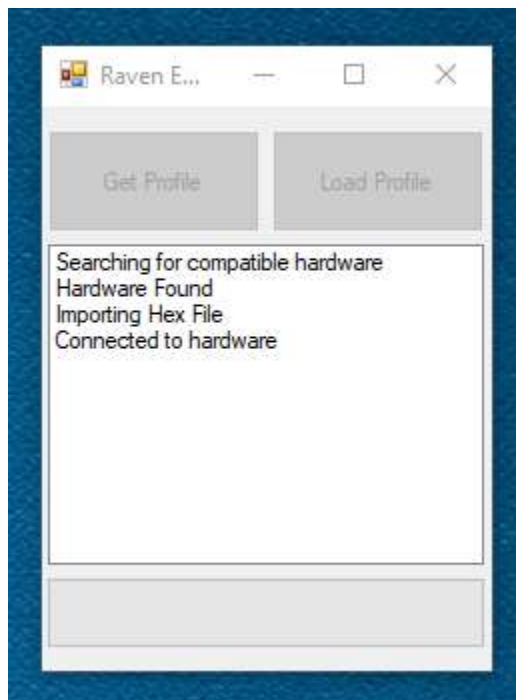 Raven E...
Get Profile
Load Profile
Searching for compatible hardware
Hardware Found
Importing Hex File
Connected to hardware